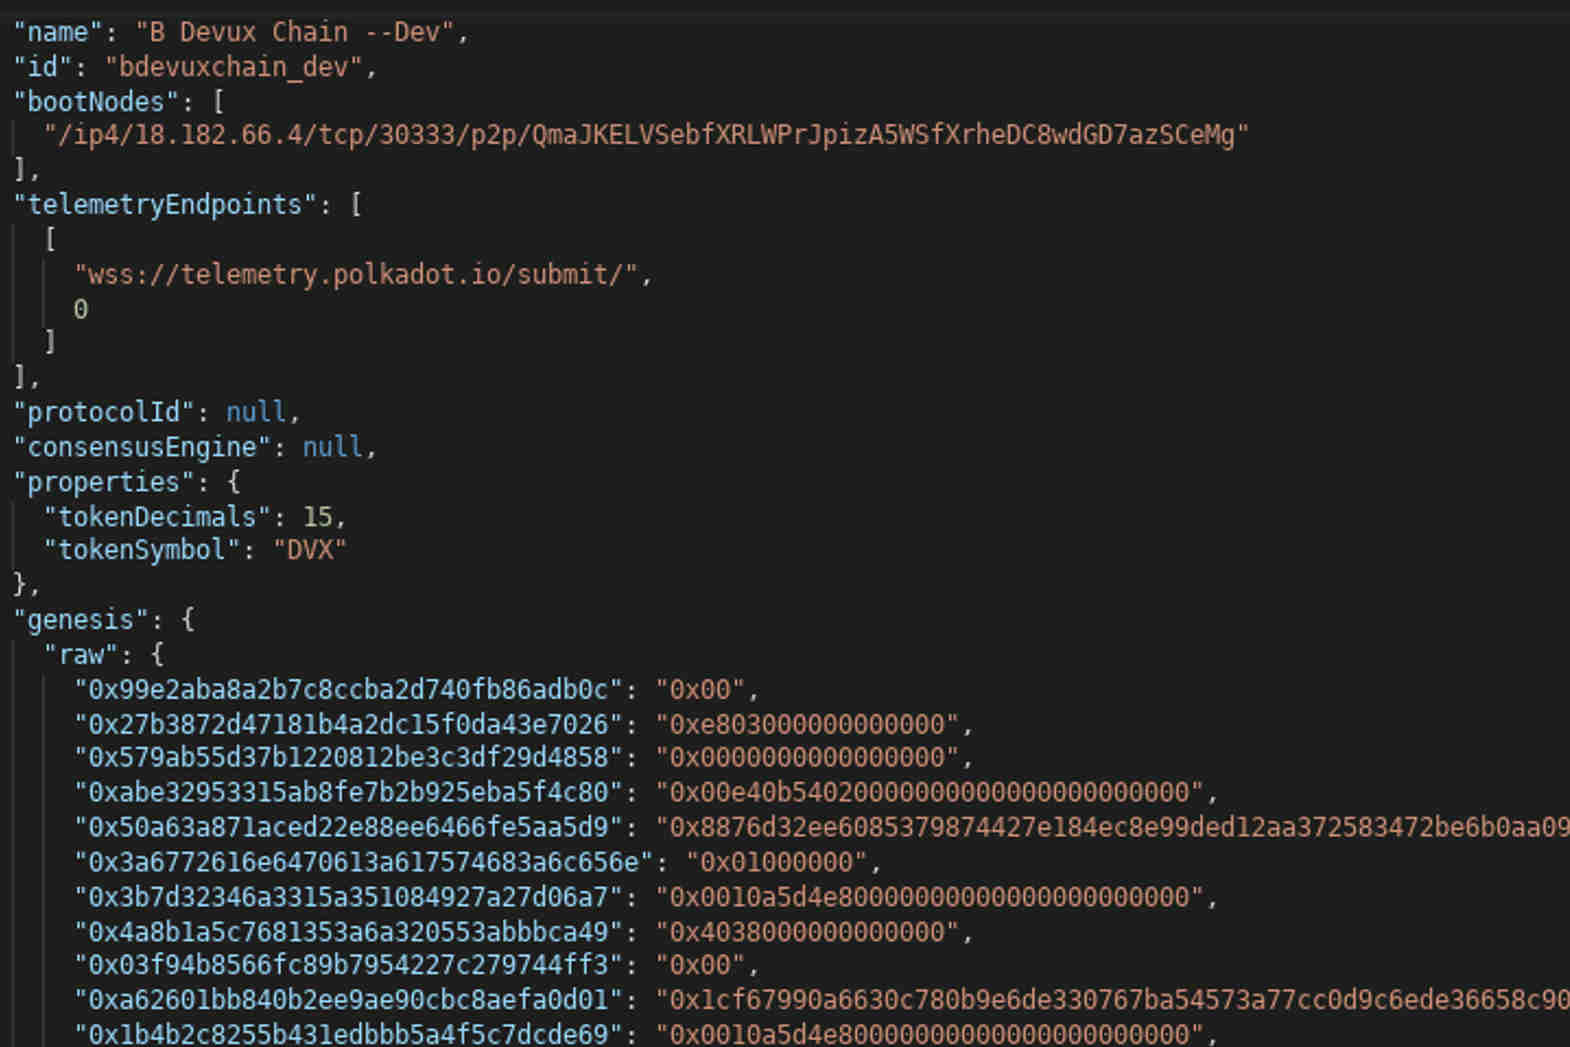 "name": "B Devux Chain --Dev",
"id": "bdevuxchain_dev",
"bootNodes": [
"/ip4/18.182.66.4/tcp/30333/p2p/QmaJKELVSebfXRLWPrJpizA5WSfXrheDC8wdGD7azSCeMg"
],
"telemetryEndpoints": [
[
"wss://telemetry.polkadot.io/submit/",
0
]
],
"protocolId": null,
"consensusEngine": null,
"properties": {
"tokenDecimals": 15,
"tokenSymbol": "DVX"
},
"genesis": {
"raw": {
"0x99e2aba8a2b7c8ccba2d740fb86adb0c": "0x00",
"0x27b3872d47181b4a2dc15f0da43e7026": "0xe803000000000000",
"0x579ab55d37b1220812be3c3df29d4858": "0x0000000000000000",
"0xabe32953315ab8fe7b2b925eba5f4c80": "0x00e40b54020000000000000000000000",
"0x50a63a871aced22e88ee6466fe5aa5d9": "0x8876d32ee6085379874427e184ec8e99ded12aa372583472be6b0aa09
"0x3a6772616e6470613a617574683a6c656e": "0x01000000",
"0x3b7d32346a3315a351084927a27d06a7": "0x0010a5d4e80000000000000000000000",
"0x4a8b1a5c7681353a6a320553abbbca49": "0x4038000000000000",
"0x03f94b8566fc89b7954227c279744ff3": "0x00",
"0xa62601bb840b2ee9ae90cbc8aefa0d01": "0x1cf67990a6630c780b9e6de330767ba54573a77cc0d9c6ede36658c90
"0x1b4b2c8255b431edbbb5a4f5c7dcde69": "0x0010a5d4e80000000000000000000000",